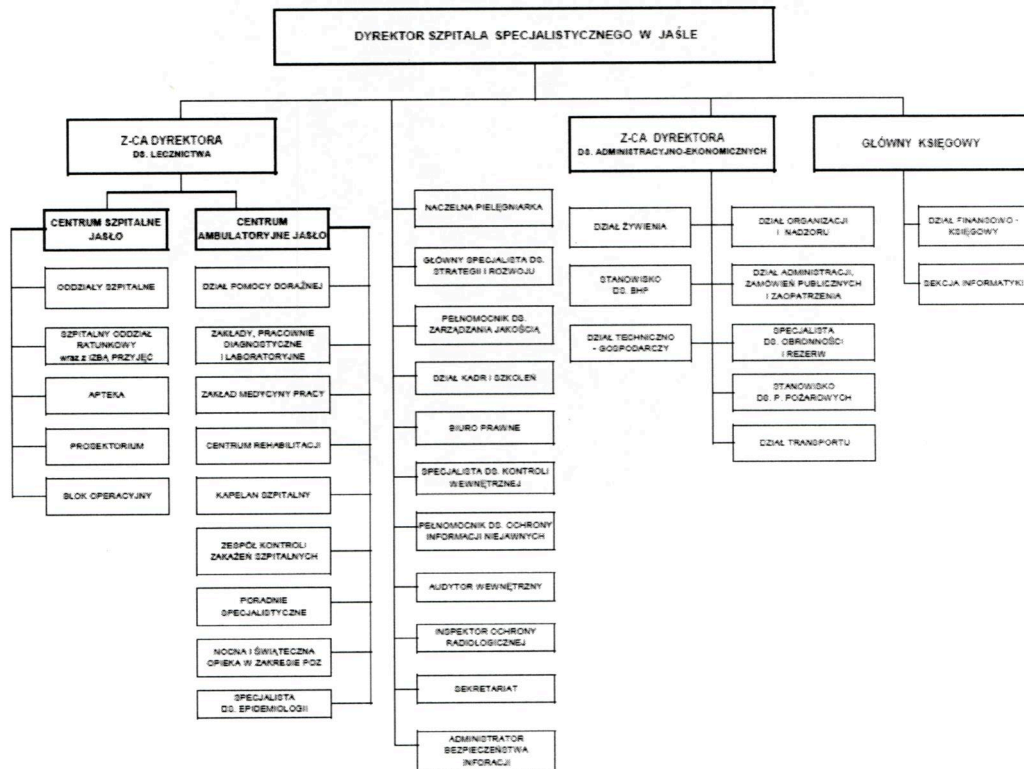 DYREKTOR SZPITALA SPECJALISTYCZNEGO W JAŚLE
Z-CA DYREKTORA
DS. LECZNICTWA
Z-CA DYREKTORA
DS. ADMINISTRACYJNO-EKONOMICZNYCH
GŁÓWNY KSIĘGOWY
CENTRUM SZPITALNE
JASŁO
ODDZIAŁY SZPITALNE
SZPITALNY ODDZIAŁ
RATUNKOWY
wraz z IZBĄ PRZYJĘĆ
APTEKA
PROSEKTORIUM
BLOK OPERACYJNY
CENTRUM
AMBULATORYJNE JASŁO
DZIAŁ POMOCY DORAŹNEJ
ZAKŁADY, PRACOWNIE
DIAGNOSTYCZNE
I LABORATORYJNE
ZAKŁAD MEDYCYNY PRACY
CENTRUM REHABILITACJI
KAPELAN SZPITALNY
ZESPÓŁ KONTROLI
ZAKAŻEŃ SZPITALNYCH
PORADNIE
SPECJALISTYCZNE
NOCNA I ŚWIĄTECZNA
OPIEKA W ZAKRESIE POZ
SPECJALISTA
DS. EPIDEMIOLOGII
NACZELNA PIELĘGNIARKA
GŁÓWNY SPECJALISTA DS.
STRATEGII I ROZWOJU
PEŁNOMOCNIK DS.
ZARZĄDZANIA JAKOŚCIĄ
DZIAŁ KADR I SZKOLEŃ
BIURO PRAWNE
SPECJALISTA DS. KONTROLI
WEWNĘTRZNEJ
PEŁNOMOCNIK DS. OCHRONY
INFORMACJI NIEJAWNYCH
AUDYTOR WEWNĘTRZNY
INSPEKTOR OCHRONY
RADIOLOGICZNEJ
SEKRETARIAT
ADMINISTRATOR
BEZPIECZEŃSTWA
INFORACJI
DZIAŁ ŻYWIENIA
STANOWISKO
DS. BHP
DZIAŁ TECHNICZNO
- GOSPODARCZY
DZIAŁ ORGANIZACJI
I NADZORU
DZIAŁ ADMINISTRACJI,
ZAMÓWIEŃ PUBLICZNYCH
I ZAOPATRZENIA
SPECJALISTA
DS. OBRONNOŚCI
I REZERW
STANOWISKO
DS. P. POŻAROWYCH
DZIAŁ TRANSPORTU
DZIAŁ FINANSOWO -
KSIĘGOWY
SEKCJA INFORMATYKI